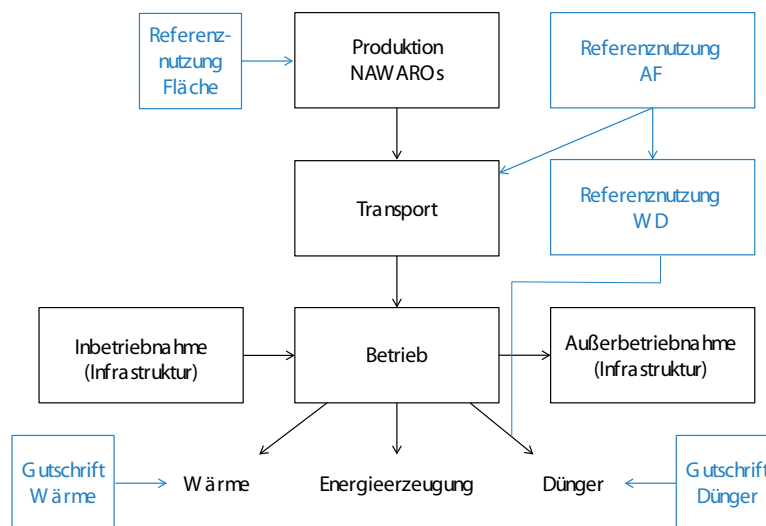 Referenz-
nutzung
Fläche
Produktion
NAWAROs
Referenznutzung
AF
Transport
Referenznutzung
WD
Inbetriebnahme
(Infrastruktur)
Betrieb
Außerbetriebnahme
(Infrastruktur)
Gutschrift
Wärme
Wärme
Energieerzeugung
Dünger
Gutschrift
Dünger